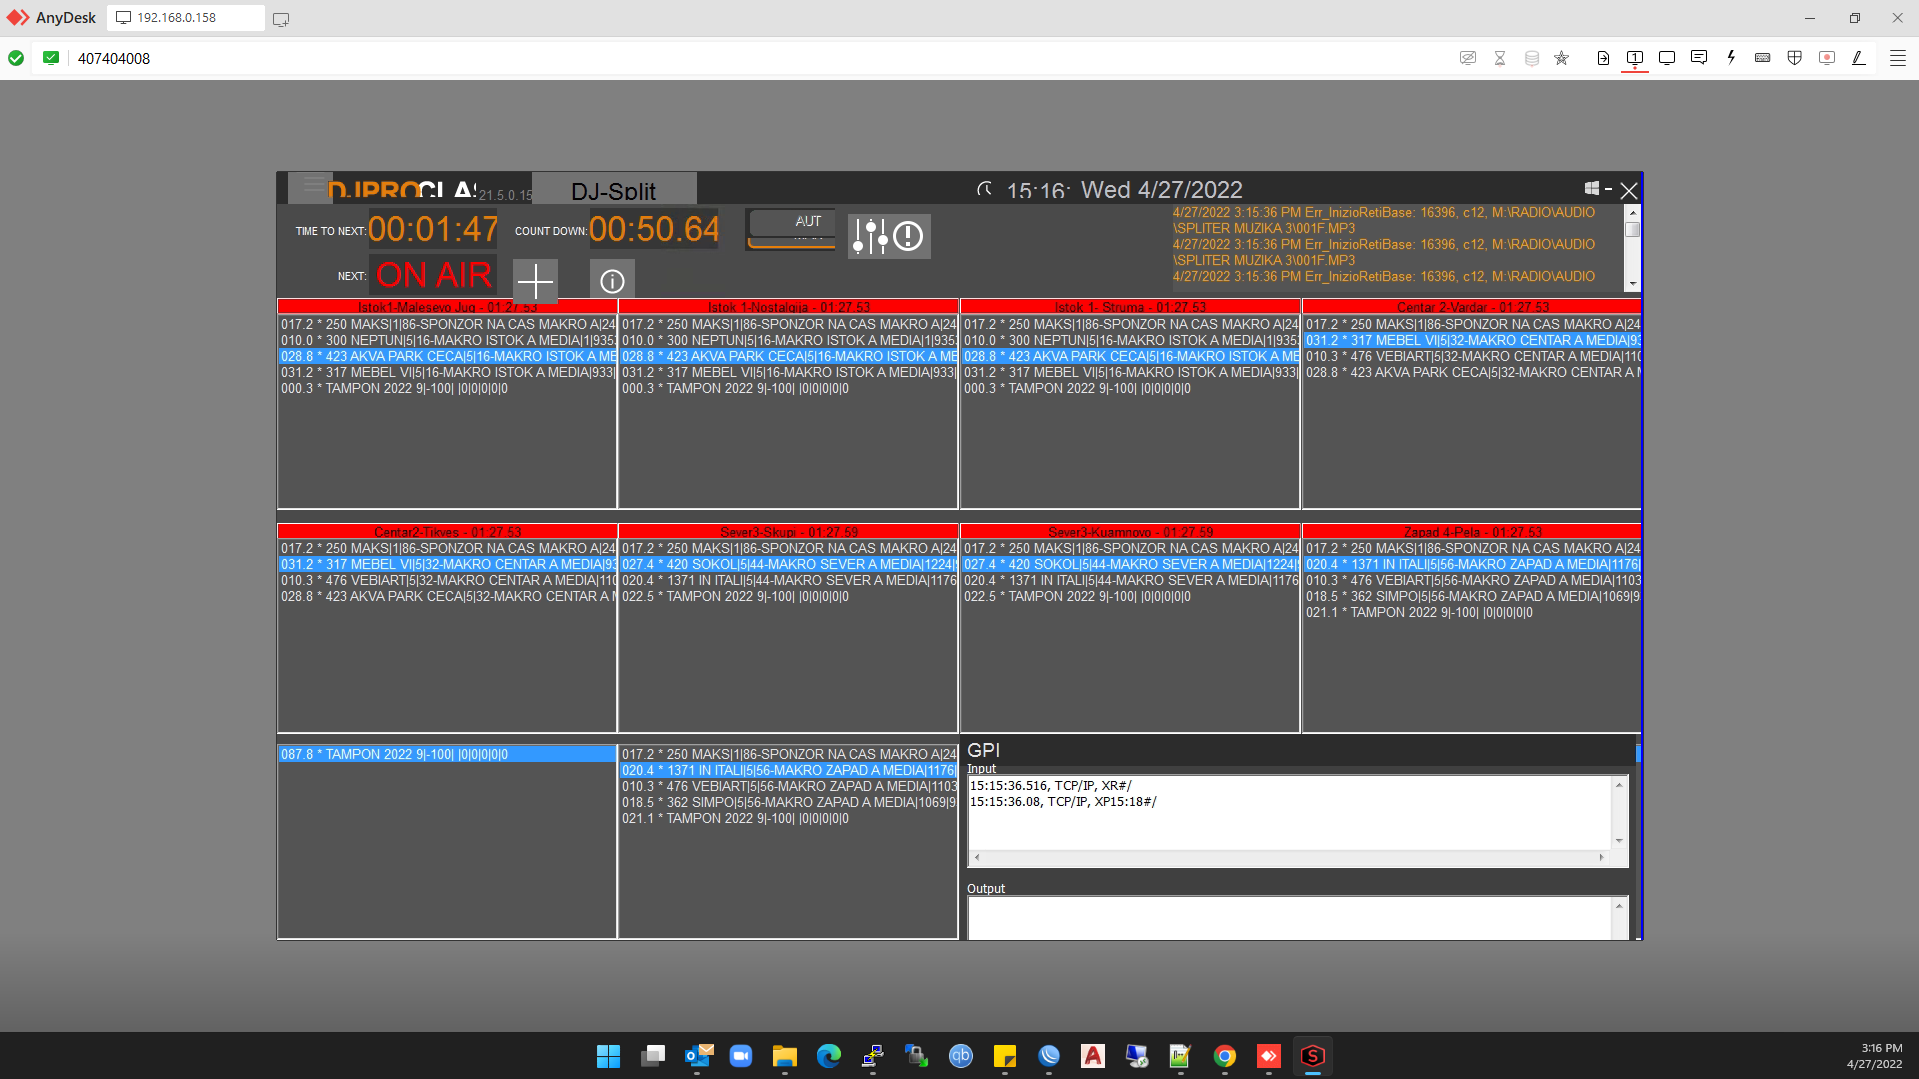 AnyDesk
192.168.0.158
407404008
1
DJPROCLAS
21.5.0.15
DJ-Split
15:16:
Wed 4/27/2022
TIME TO NEXT:
00:01:47
COUNT DOWN:
00:50.64
AUT
NEXT:
ON AIR
4/27/2022 3:15:36 PM Err_InizioRetiBase: 16396, c12, M:\RADIO\AUDIO
\SPLITER MUZIKA 3\001F.MP3
4/27/2022 3:15:36 PM Err_InizioRetiBase: 16396, c12, M:\RADIO\AUDIO
\SPLITER MUZIKA 3\001F.MP3
4/27/2022 3:15:36 PM Err_InizioRetiBase: 16396, c12, M:\RADIO\AUDIO
Istok1-Malesevo Jug - 01:27.53
017.2 * 250 MAKS|1|86-SPONZOR NA CAS MAKRO A|24
010.0 * 300 NEPTUN|5|16-MAKRO ISTOK A MEDIA|1|935
028.8 * 423 AKVA PARK CECA|5|16-MAKRO ISTOK A ME
031.2 * 317 MEBEL VI|5|16-MAKRO ISTOK A MEDIA|933|
000.3 * TAMPON 2022 9|-100| |0|0|0|0|0
Istok 1-Nostalgija - 01:27.53
017.2 * 250 MAKS|1|86-SPONZOR NA CAS MAKRO A|24
010.0 * 300 NEPTUN|5|16-MAKRO ISTOK A MEDIA|1|935
028.8 * 423 AKVA PARK CECA|5|16-MAKRO ISTOK A ME
031.2 * 317 MEBEL VI|5|16-MAKRO ISTOK A MEDIA|933|
000.3 * TAMPON 2022 9|-100| |0|0|0|0|0
Istok 1- Struma - 01:27.53
017.2 * 250 MAKS|1|86-SPONZOR NA CAS MAKRO A|24
010.0 * 300 NEPTUN|5|16-MAKRO ISTOK A MEDIA|1|935
028.8 * 423 AKVA PARK CECA|5|16-MAKRO ISTOK A ME
031.2 * 317 MEBEL VI|5|16-MAKRO ISTOK A MEDIA|933|
000.3 * TAMPON 2022 9|-100| |0|0|0|0|0
Centar 2-Vardar - 01:27.53
017.2 * 250 MAKS|1|86-SPONZOR NA CAS MAKRO A|24
031.2 * 317 MEBEL VI|5|32-MAKRO CENTAR A MEDIA|93
010.3 * 476 VEBIART|5|32-MAKRO CENTAR A MEDIA|110
028.8 * 423 AKVA PARK CECA|5|32-MAKRO CENTAR A M
Centar2-Tikves - 01:27.53
017.2 * 250 MAKS|1|86-SPONZOR NA CAS MAKRO A|24
031.2 * 317 MEBEL VI|5|32-MAKRO CENTAR A MEDIA|93
010.3 * 476 VEBIART|5|32-MAKRO CENTAR A MEDIA|110
028.8 * 423 AKVA PARK CECA|5|32-MAKRO CENTAR A M
Sever3-Skupi - 01:27.59
017.2 * 250 MAKS|1|86-SPONZOR NA CAS MAKRO A|24
027.4 * 420 SOKOL|5|44-MAKRO SEVER A MEDIA|1224|
020.4 * 1371 IN ITALI|5|44-MAKRO SEVER A MEDIA|1176
022.5 * TAMPON 2022 9|-100| |0|0|0|0|0
Sever3-Kuamnovo - 01:27.59
017.2 * 250 MAKS|1|86-SPONZOR NA CAS MAKRO A|24
027.4 * 420 SOKOL|5|44-MAKRO SEVER A MEDIA|1224|
020.4 * 1371 IN ITALI|5|44-MAKRO SEVER A MEDIA|1176
022.5 * TAMPON 2022 9|-100| |0|0|0|0|0
Zapad 4-Pela - 01:27.53
017.2 * 250 MAKS|1|86-SPONZOR NA CAS MAKRO A|24
020.4 * 1371 IN ITALI|5|56-MAKRO ZAPAD A MEDIA|1176|
010.3 * 476 VEBIART|5|56-MAKRO ZAPAD A MEDIA|1103
018.5 * 362 SIMPO|5|56-MAKRO ZAPAD A MEDIA|1069|9
021.1 * TAMPON 2022 9|-100| |0|0|0|0|0
087.8 * TAMPON 2022 9|-100| |0|0|0|0|0
017.2 * 250 MAKS|1|86-SPONZOR NA CAS MAKRO A|24
020.4 * 1371 IN ITALI|5|56-MAKRO ZAPAD A MEDIA|1176|
010.3 * 476 VEBIART|5|56-MAKRO ZAPAD A MEDIA|1103
018.5 * 362 SIMPO|5|56-MAKRO ZAPAD A MEDIA|1069|9
021.1 * TAMPON 2022 9|-100| |0|0|0|0|0
GPI
Input
15:15:36.516, TCP/IP, XR#/
15:15:36.08, TCP/IP, XP15:18#/
Output
qb
A
S
3:16 PM
4/27/2022